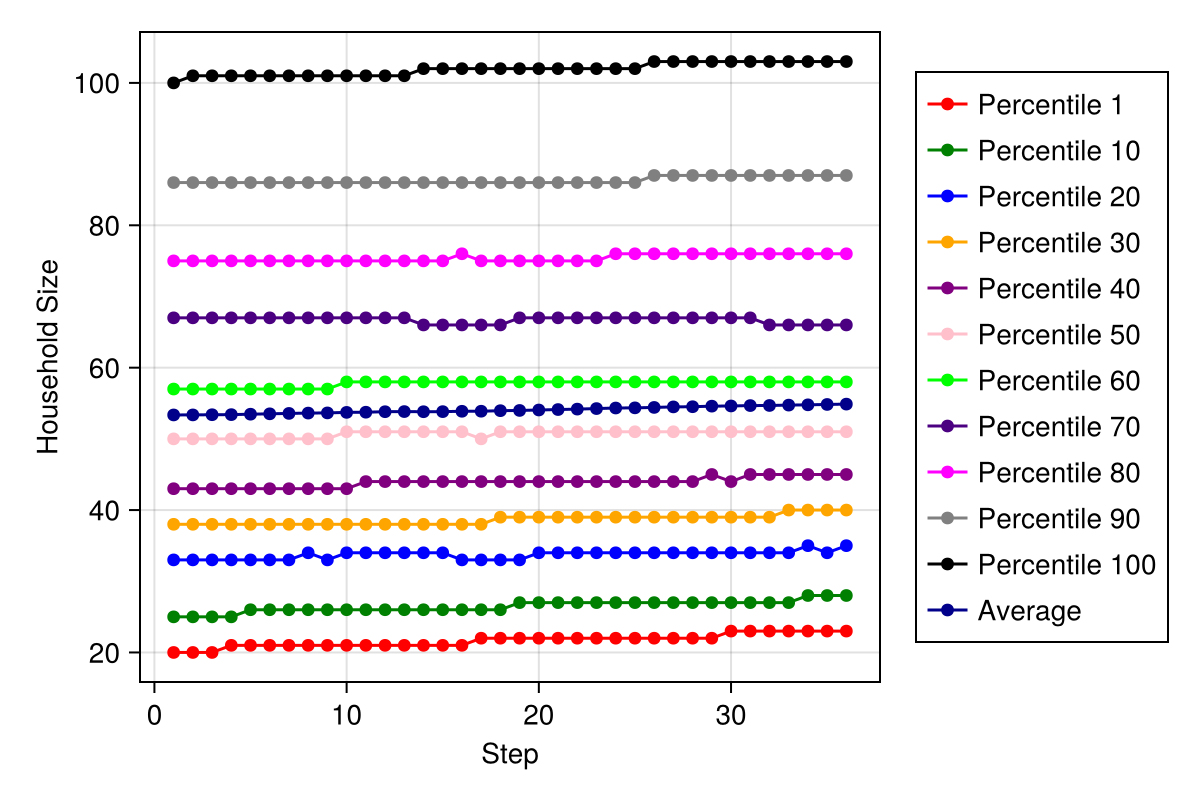 100
80
60
40
20
Household Size
0 10 20 30
Step
Percentile 1
Percentile 10
Percentile 20
Percentile 30
Percentile 40
Percentile 50
Percentile 60
Percentile 70
Percentile 80
Percentile 90
Percentile 100
Average